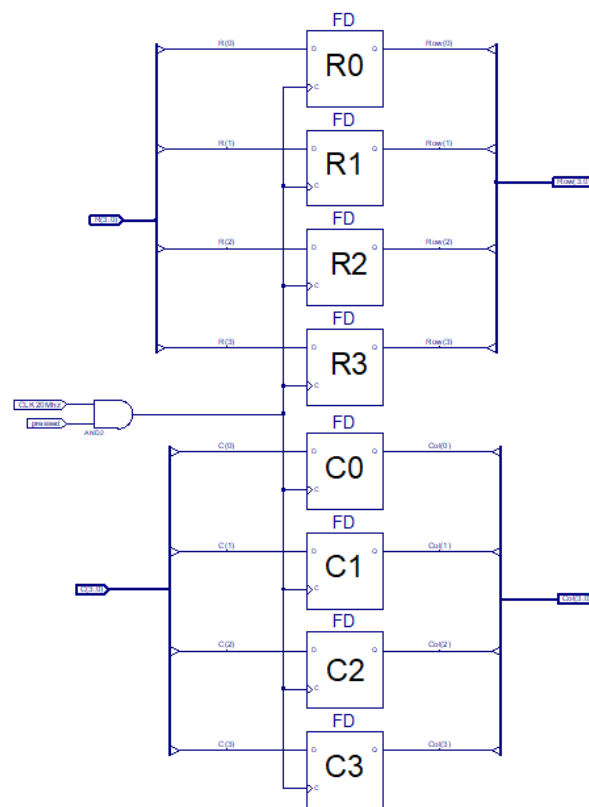 FD
R(0)
D
R0
Q
Row(0)
C
FD
R(1)
D
R1
Q
Row(1)
C
Row(3:0)
R(3:0)
FD
R(2)
D
R2
Q
Row(2)
C
FD
R(3)
D
R3
Q
Row(3)
C
CLK20Mhz
pressed
AND2
FD
C(0)
D
C0
Q
Col(0)
C
FD
C(1)
D
C1
Q
Col(1)
C
C(3:0)
Col(3:0)
FD
C(2)
D
C2
Q
Col(2)
C
FD
C(3)
D
C3
Q
Col(3)
C